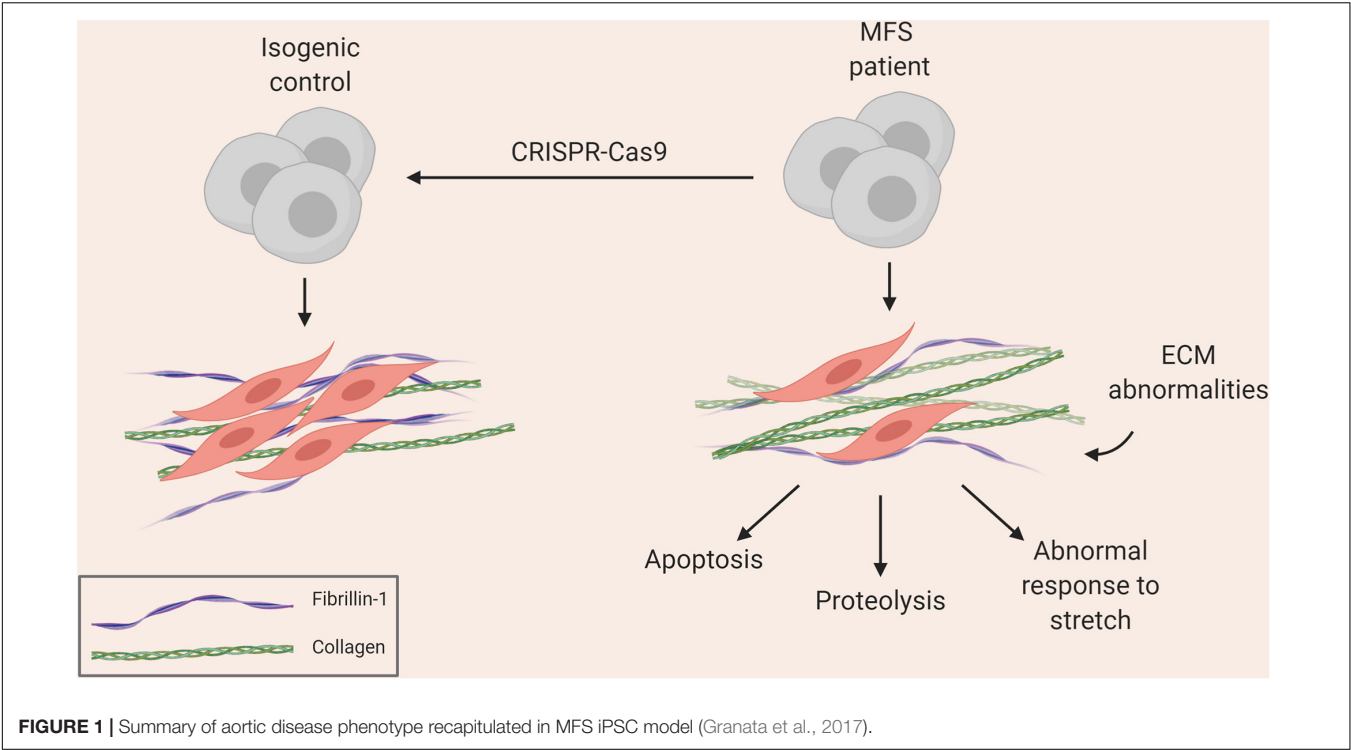 Isogenic
control
MFS
patient
CRISPR-Cas9
ECM
abnormalities
Apoptosis
Proteolysis
Abnormal
response to
stretch
Fibrillin-1
Collagen
FIGURE 1 | Summary of aortic disease phenotype recapitulated in MFS iPSC model (Granata et al., 2017).